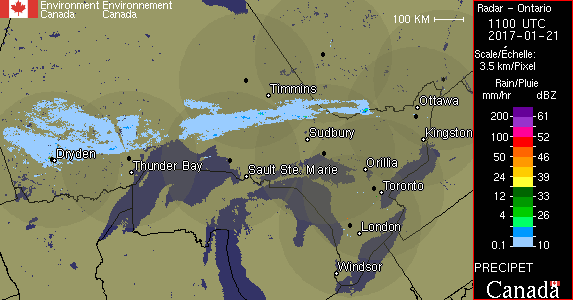 Environment Environnement
Canada Canada
100 KM
Timmins
Ottawa
Sudbury
Kingston
Dryden
Thunder Bay
Sault Ste. Marie
Orillia
Toronto
London
Windsor
Radar - Ontario
1100 UTC
2017-01-21
Scale/Échelle:
3.5 km/Pixel
Rain/Pluie
mm/hr dBZ
200 61
100 52
50 46
24 39
12 33
4 26
0.1 10
PRECIPET
Canada